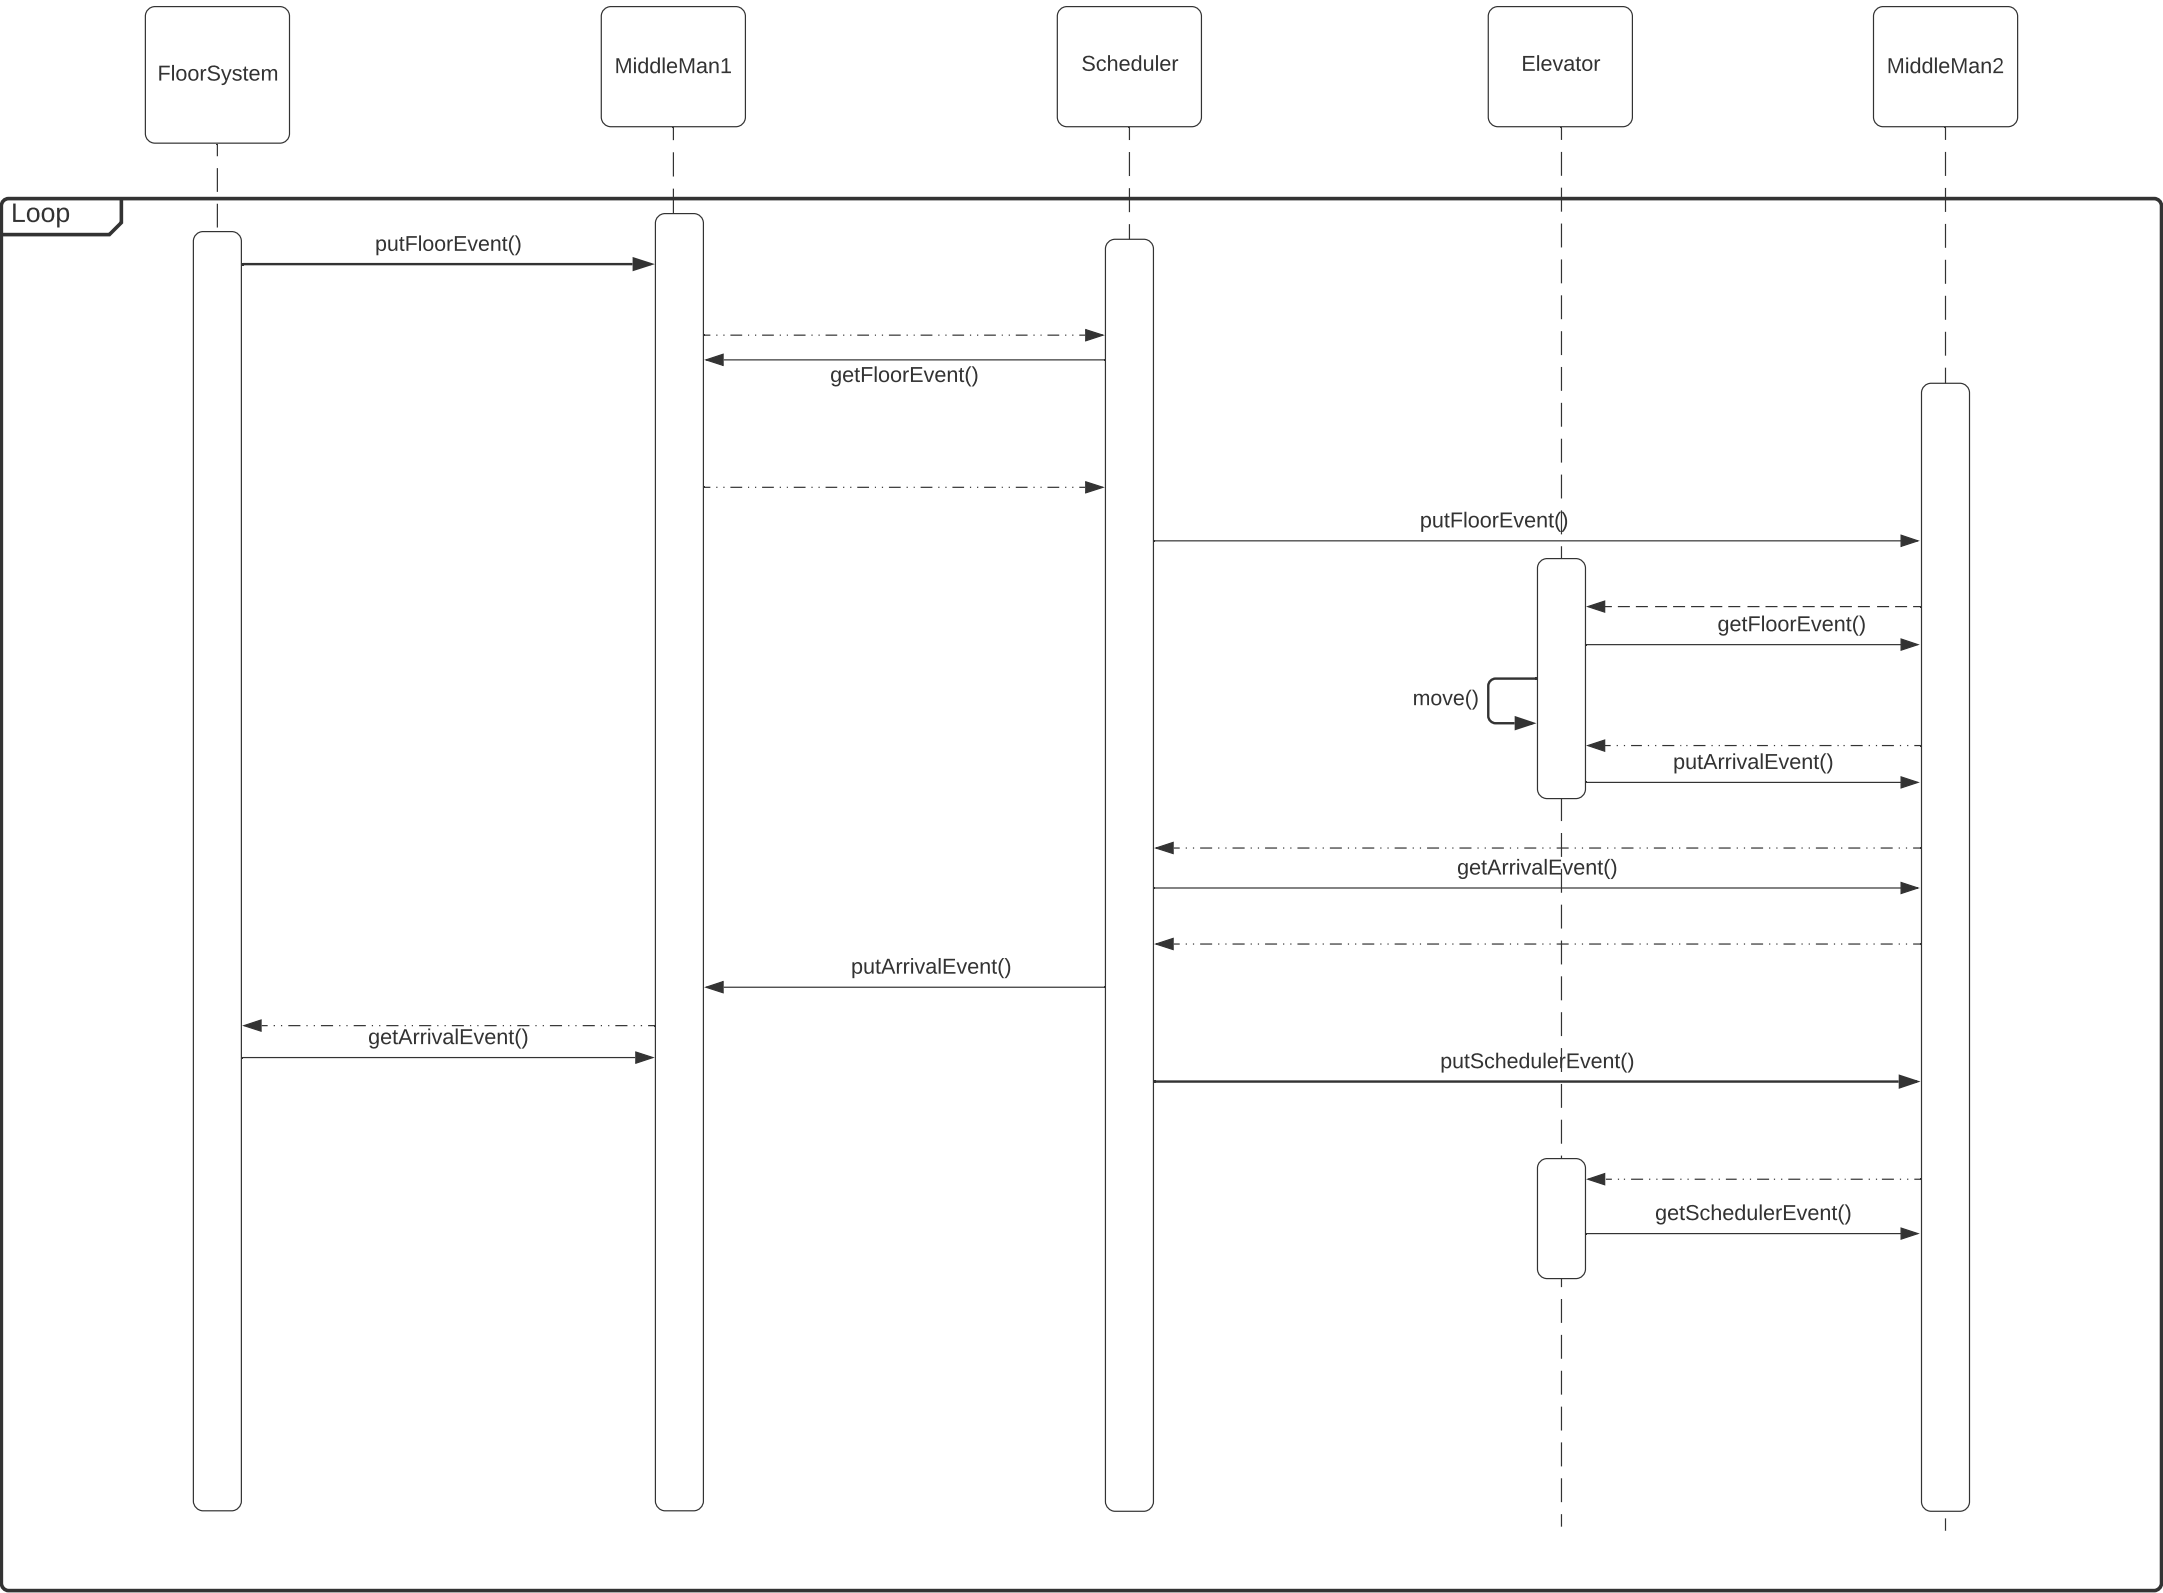 FloorSystem
MiddleMan1
Scheduler
Elevator
MiddleMan2
Loop
putFloorEvent()
getFloorEvent()
putFloorEvent()
getFloorEvent()
move()
putArrivalEvent()
getArrivalEvent()
putArrivalEvent()
getArrivalEvent()
putSchedulerEvent()
getSchedulerEvent()